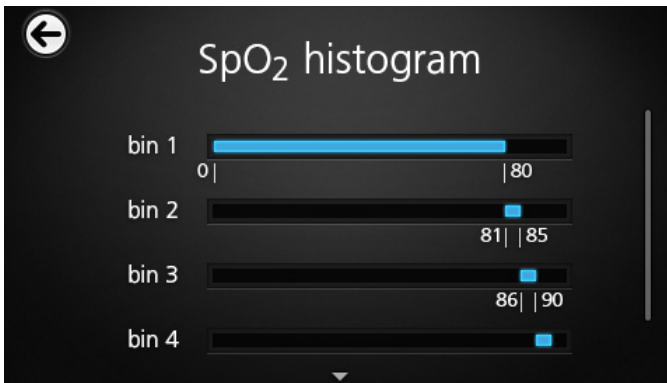 SpO₂ histogram
bin 1
0| |80
bin 2
81| |85
bin 3
86| |90
bin 4